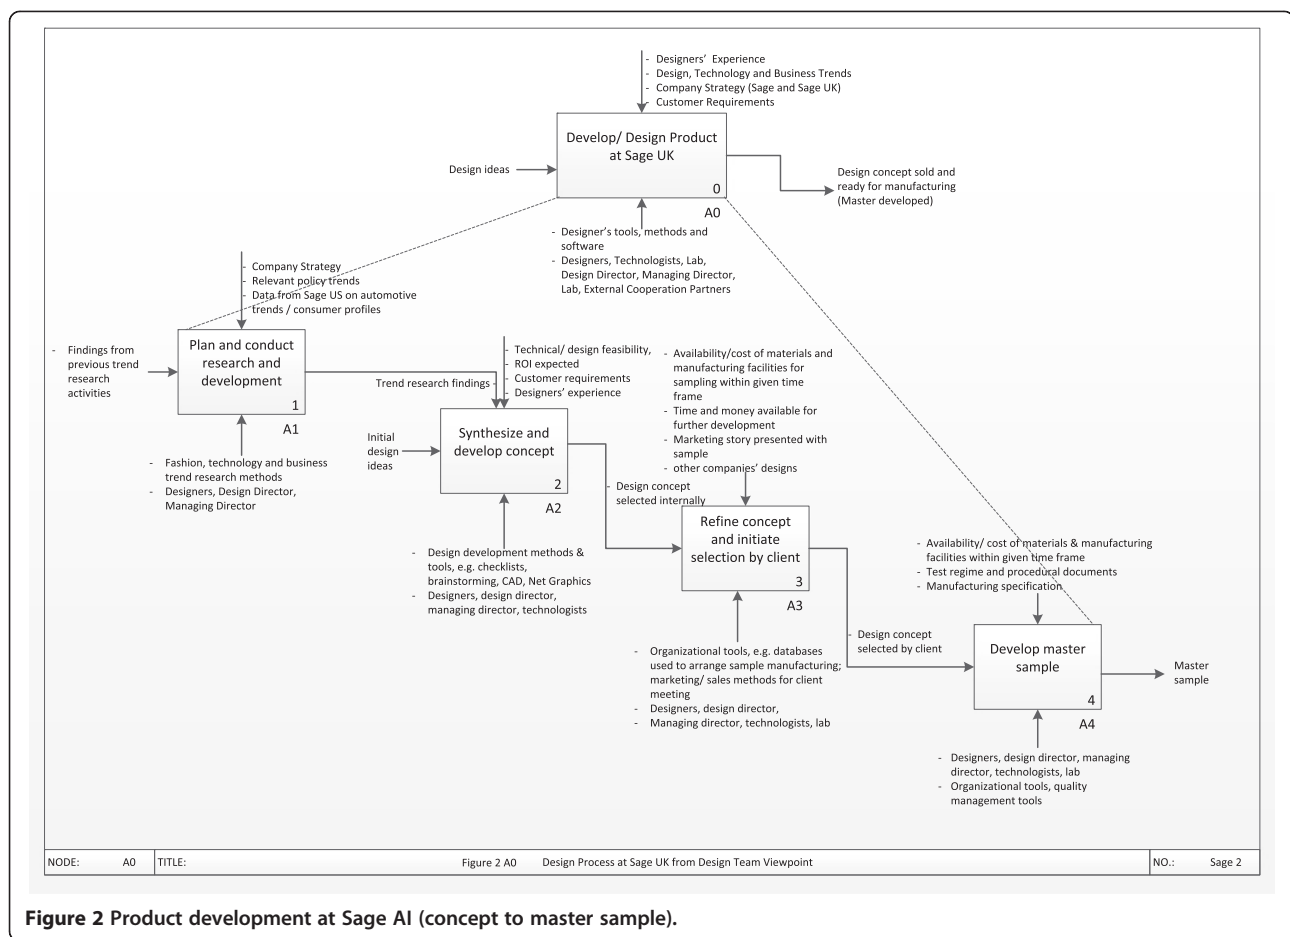 - Designers' Experience
- Design, Technology and Business Trends
- Company Strategy (Sage and Sage UK)
- Customer Requirements
Develop/ Design Product
at Sage UK
0
A0
Design ideas
Design concept sold and
ready for manufacturing
(Master developed)
- Designer's tools, methods and
software
- Designers, Technologists, Lab,
Design Director, Managing Director,
Lab, External Cooperation Partners
- Company Strategy
- Relevant policy trends
- Data from Sage US on automotive
trends / consumer profiles
- Findings from
previous trend
research
activities
Plan and conduct
research and
development
1
A1
- Fashion, technology and business
trend research methods
- Designers, Design Director,
Managing Director
Trend research findings
- Technical/ design feasibility,
- ROI expected
- Customer requirements
- Designers' experience
Initial
design
ideas
Synthesize and
develop concept
2
A2
- Design development methods &
tools, e.g. checklists,
brainstorming, CAD, Net Graphics
- Designers, design director,
managing director, technologists
- Availability/cost of materials and
manufacturing facilities for
sampling within given time
frame
- Time and money available for
further development
- Marketing story presented with
sample
- other companies' designs
- Design concept
selected internally
Refine concept
and initiate
selection by client
3
A3
- Organizational tools, e.g. databases
used to arrange sample manufacturing;
marketing/ sales methods for client
meeting
- Designers, design director,
- Managing director, technologists, lab
- Availability/ cost of materials & manufacturing
facilities within given time frame
- Test regime and procedural documents
- Manufacturing specification
- Design concept
selected by client
Develop master
sample
4
A4
Master
sample
- Designers, design director, managing
director, technologists, lab
- Organizational tools, quality
management tools
NODE: A0 TITLE: Figure 2 A0 Design Process at Sage UK from Design Team Viewpoint NO.: Sage 2
Figure 2 Product development at Sage AI (concept to master sample).